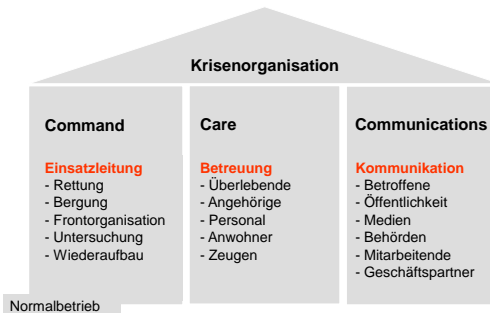 Krisenorganisation
Command
Einsatzleitung
- Rettung
- Bergung
- Frontorganisation
- Untersuchung
- Wiederaufbau
Care
Betreuung
- Überlebende
- Angehörige
- Personal
- Anwohner
- Zeugen
Communications
Kommunikation
- Betroffene
- Öffentlichkeit
- Medien
- Behörden
- Mitarbeitende
- Geschäftspartner
Normalbetrieb